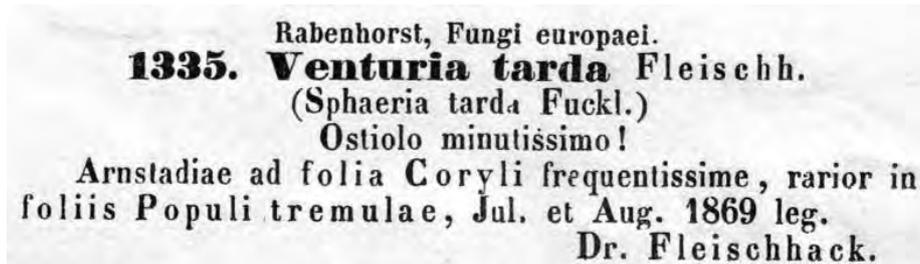 Rabenhorst, Fungi europaei.
1335. Venturia tarda Fleischh.
(Sphaeria tarda Fuckl.)
Ostiolo minutissimo!
Arnstadiae ad folia Coryli frequentissime, rarior in
foliis Populi tremulae, Jul. et Aug. 1869 leg.
Dr. Fleischhack.